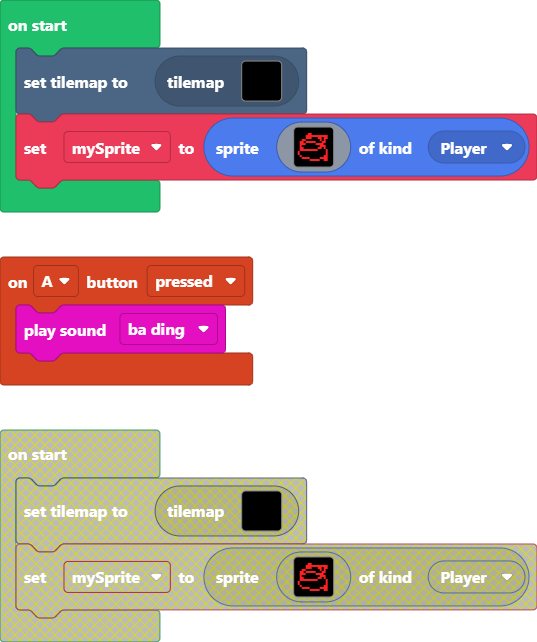 on start
set tilemap to tilemap
set mySprite to sprite of kind Player
on A button pressed
play sound ba ding
on start
set tilemap to tilemap
set mySprite to sprite of kind Player